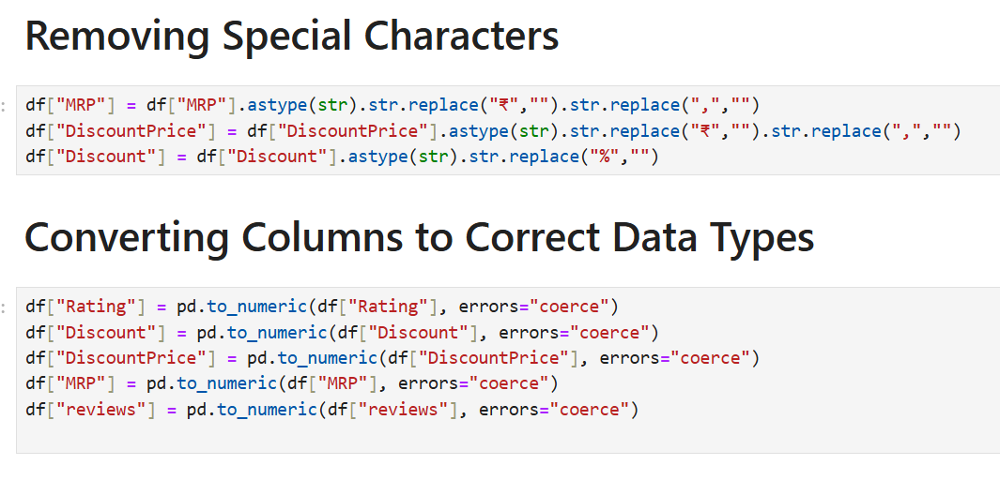 Removing Special Characters
: df["MRP"] = df["MRP"].astype(str).str.replace("₹","").str.replace(",","")
df["DiscountPrice"] = df["DiscountPrice"].astype(str).str.replace("₹","").str.replace(",","")
df["Discount"] = df["Discount"].astype(str).str.replace("%","")
Converting Columns to Correct Data Types
: df["Rating"] = pd.to_numeric(df["Rating"], errors="coerce")
df["Discount"] = pd.to_numeric(df["Discount"], errors="coerce")
df["DiscountPrice"] = pd.to_numeric(df["DiscountPrice"], errors="coerce")
df["MRP"] = pd.to_numeric(df["MRP"], errors="coerce")
df["reviews"] = pd.to_numeric(df["reviews"], errors="coerce")